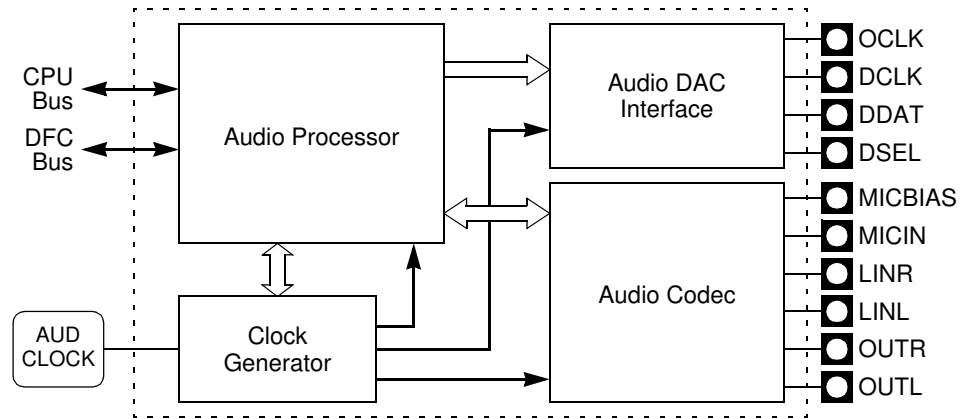 CPU
Bus
DFC
Bus
Audio Processor
Audio DAC
Interface
OCLK
DCLK
DDAT
DSEL
MICBIAS
MICIN
LINR
LINL
OUTR
OUTL
Audio Codec
AUD
CLOCK
Clock
Generator